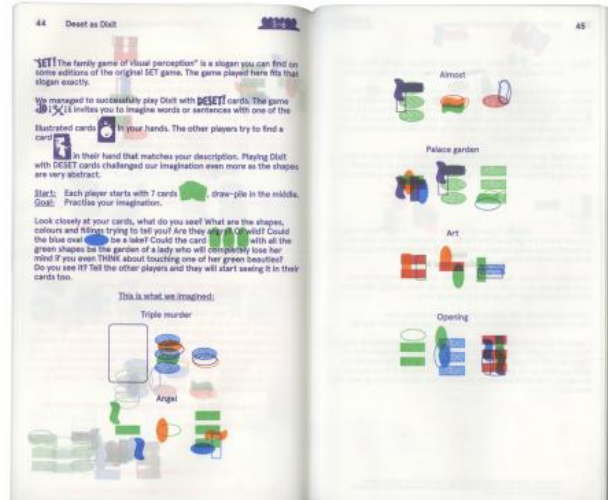 44 Deset as Dixit
"SET! The family game of visual perception" is a slogan you can find on
some editions of the original SET game. The game played here fits that
slogan exactly.
We managed to successfully play Dixit with DESET! cards. The game
Dixit invites you to imagine words or sentences with one of the
illustrated cards in your hands. The other players try to find a
card
in their hand that matches your description. Playing Dixit
with DESET cards challenged our imagination even more as the shapes
are very abstract.
Start: Each player starts with 7 cards, draw-pile in the middle.
Goal: Practise your imagination.
Look closely at your cards, what do you see? What are the shapes,
colours and fillings trying to tell you? Are they angry? Or wild? Could
the blue oval be a lake? Could the card with all the
green shapes be the garden of a lady who will completely lose her
mind if you even THINK about touching one of her green beauties?
Do you see it? Tell the other players and they will start seeing it in their
cards too.
This is what we imagined:
Triple murder
Angel
45
Almost
Palace garden
Art
Opening